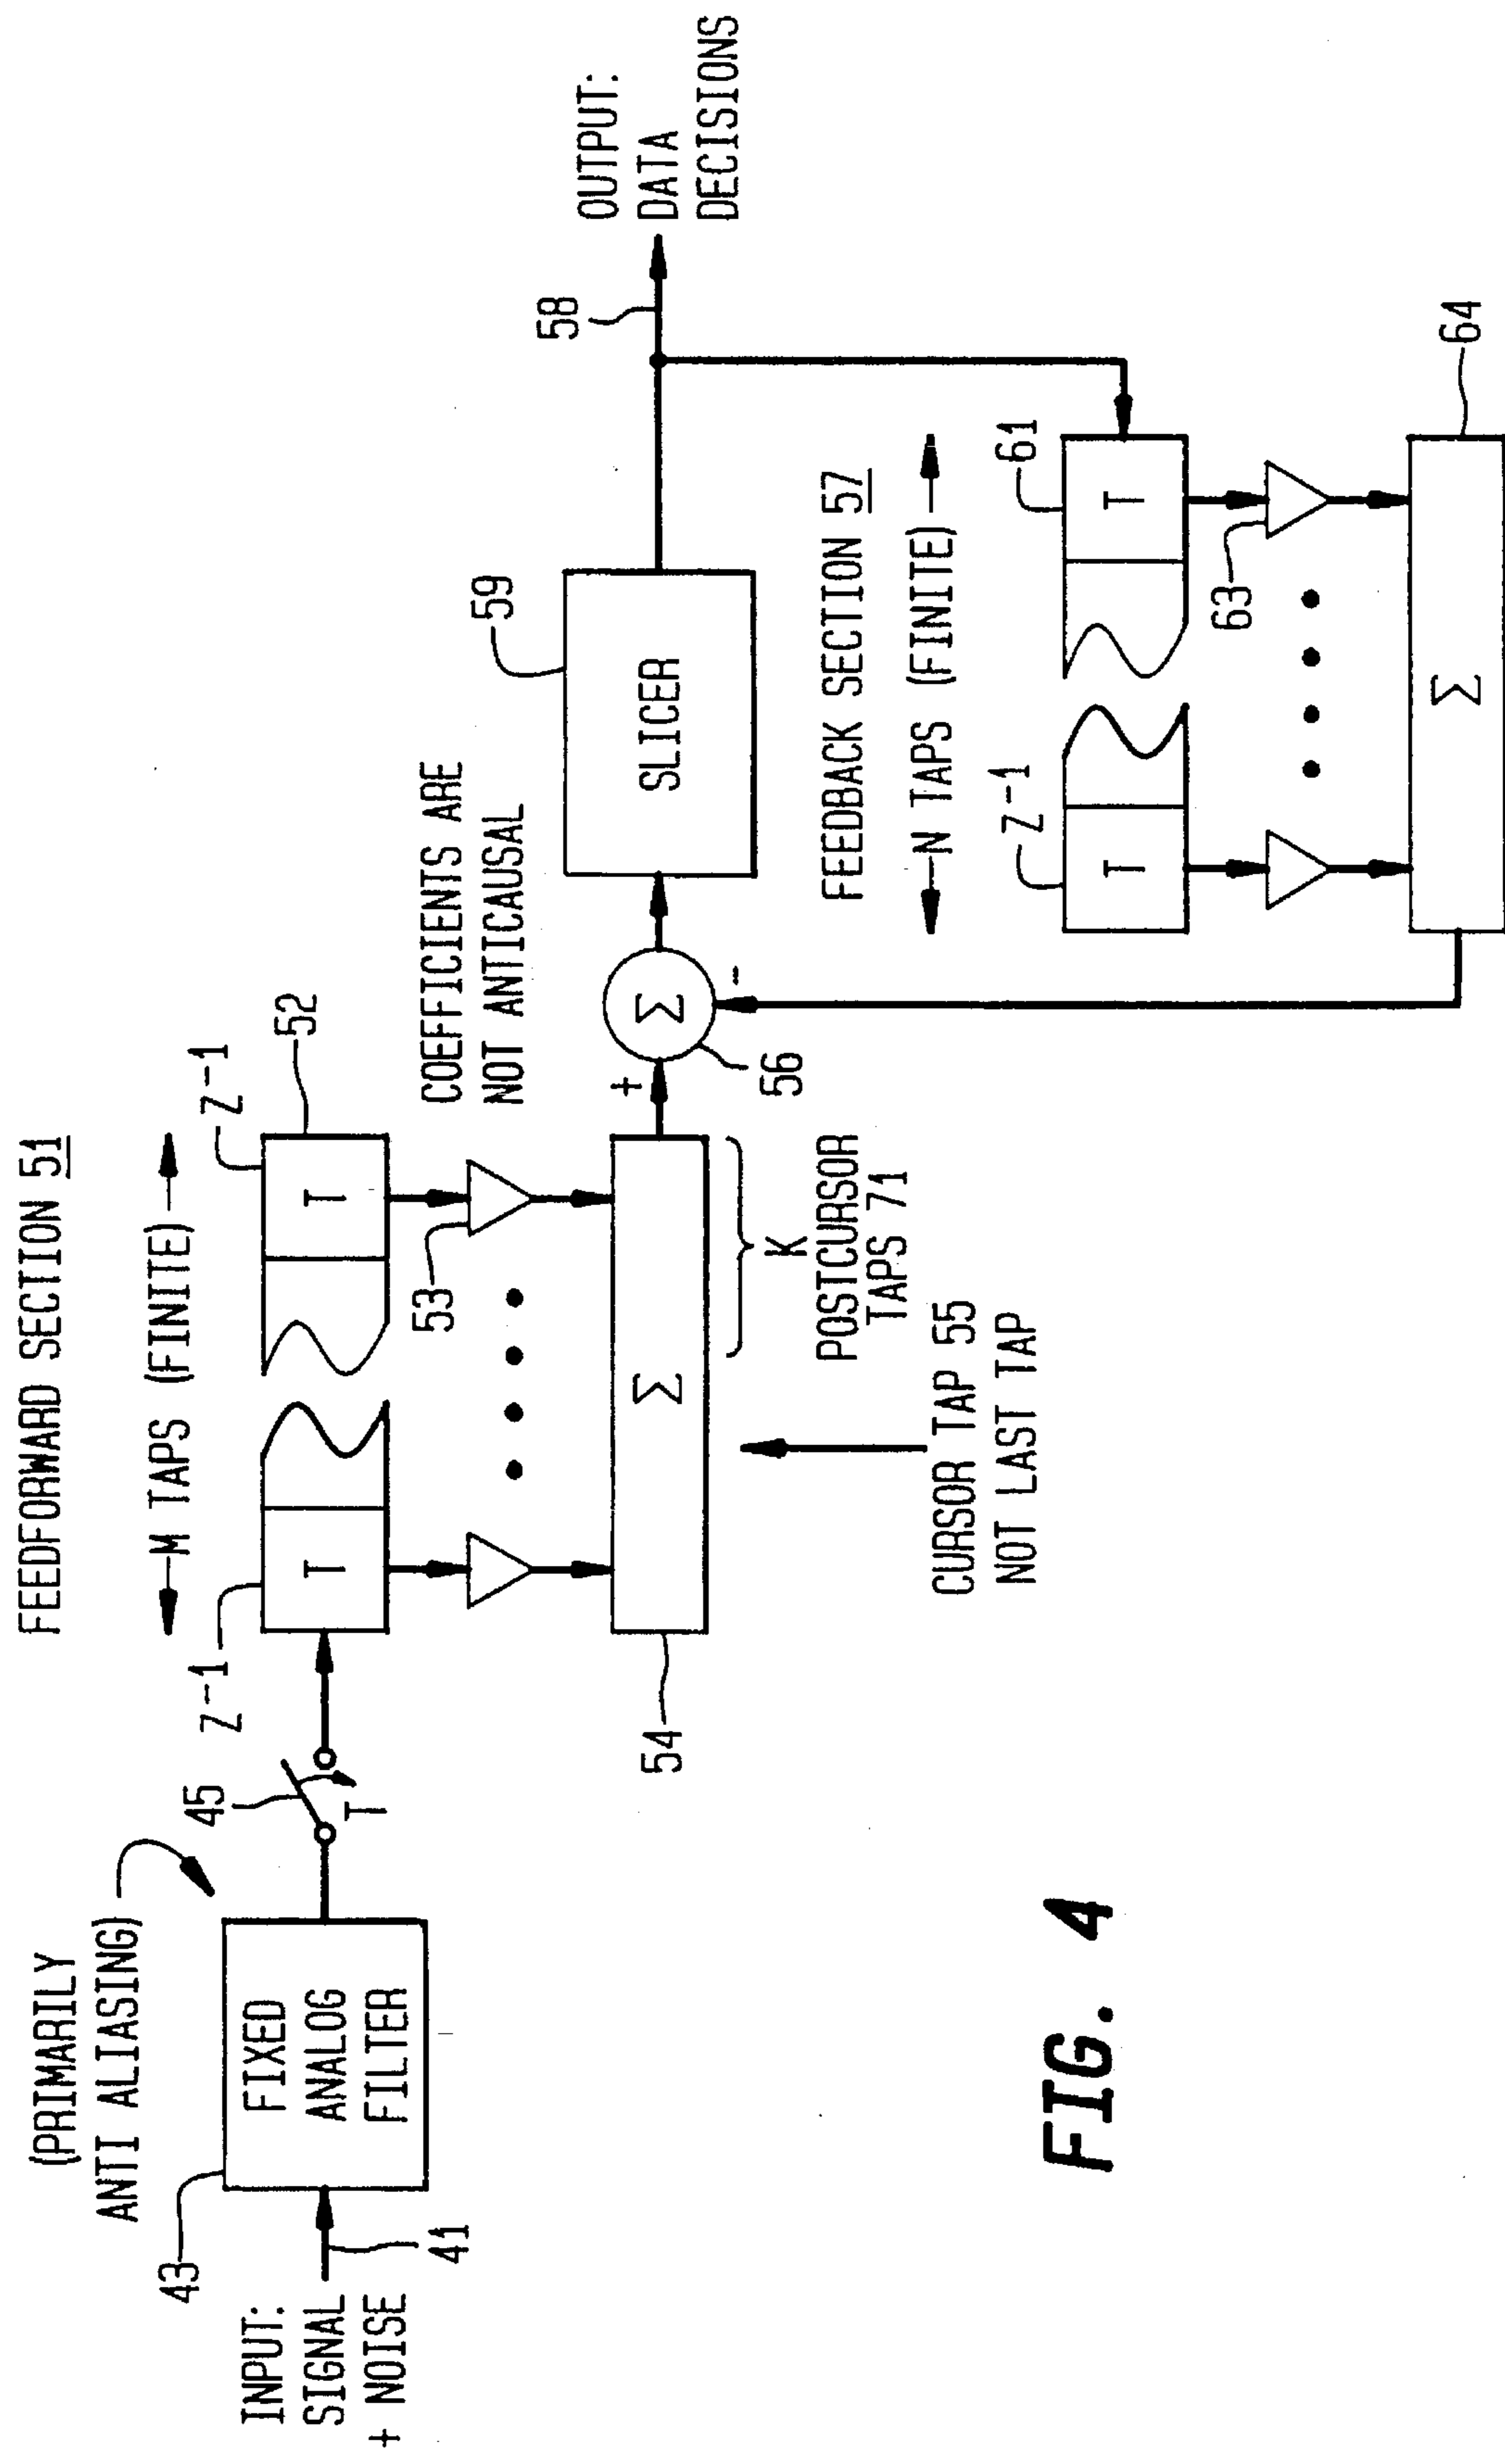 FEEDFORWARD SECTION 51
(PRIMARILY
ANTI ALIASING)
M TAPS (FINITE)
INPUT:
SIGNAL
+ NOISE
41
43
FIXED
ANALOG
FILTER
45
T
Z-1
T
Z-1
T
52
53
54
Σ
K
POSTCURSOR
TAPS 71
CURSOR TAP 55
NOT LAST TAP
COEFFICIENTS ARE
NOT ANTICAUSAL
+
Σ
-
56
59
SLICER
58
OUTPUT:
DATA
DECISIONS
FEEDBACK SECTION 57
N TAPS (FINITE)
Z-1
T
T
61
63
Σ
64
FIG. 4